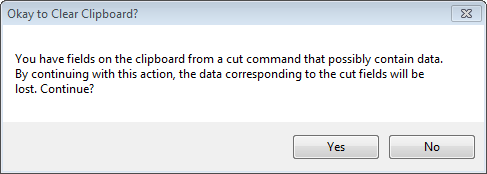 Okay to Clear Clipboard?
You have fields on the clipboard from a cut command that possibly contain data.
By continuing with this action, the data corresponding to the cut fields will be
lost. Continue?
Yes No